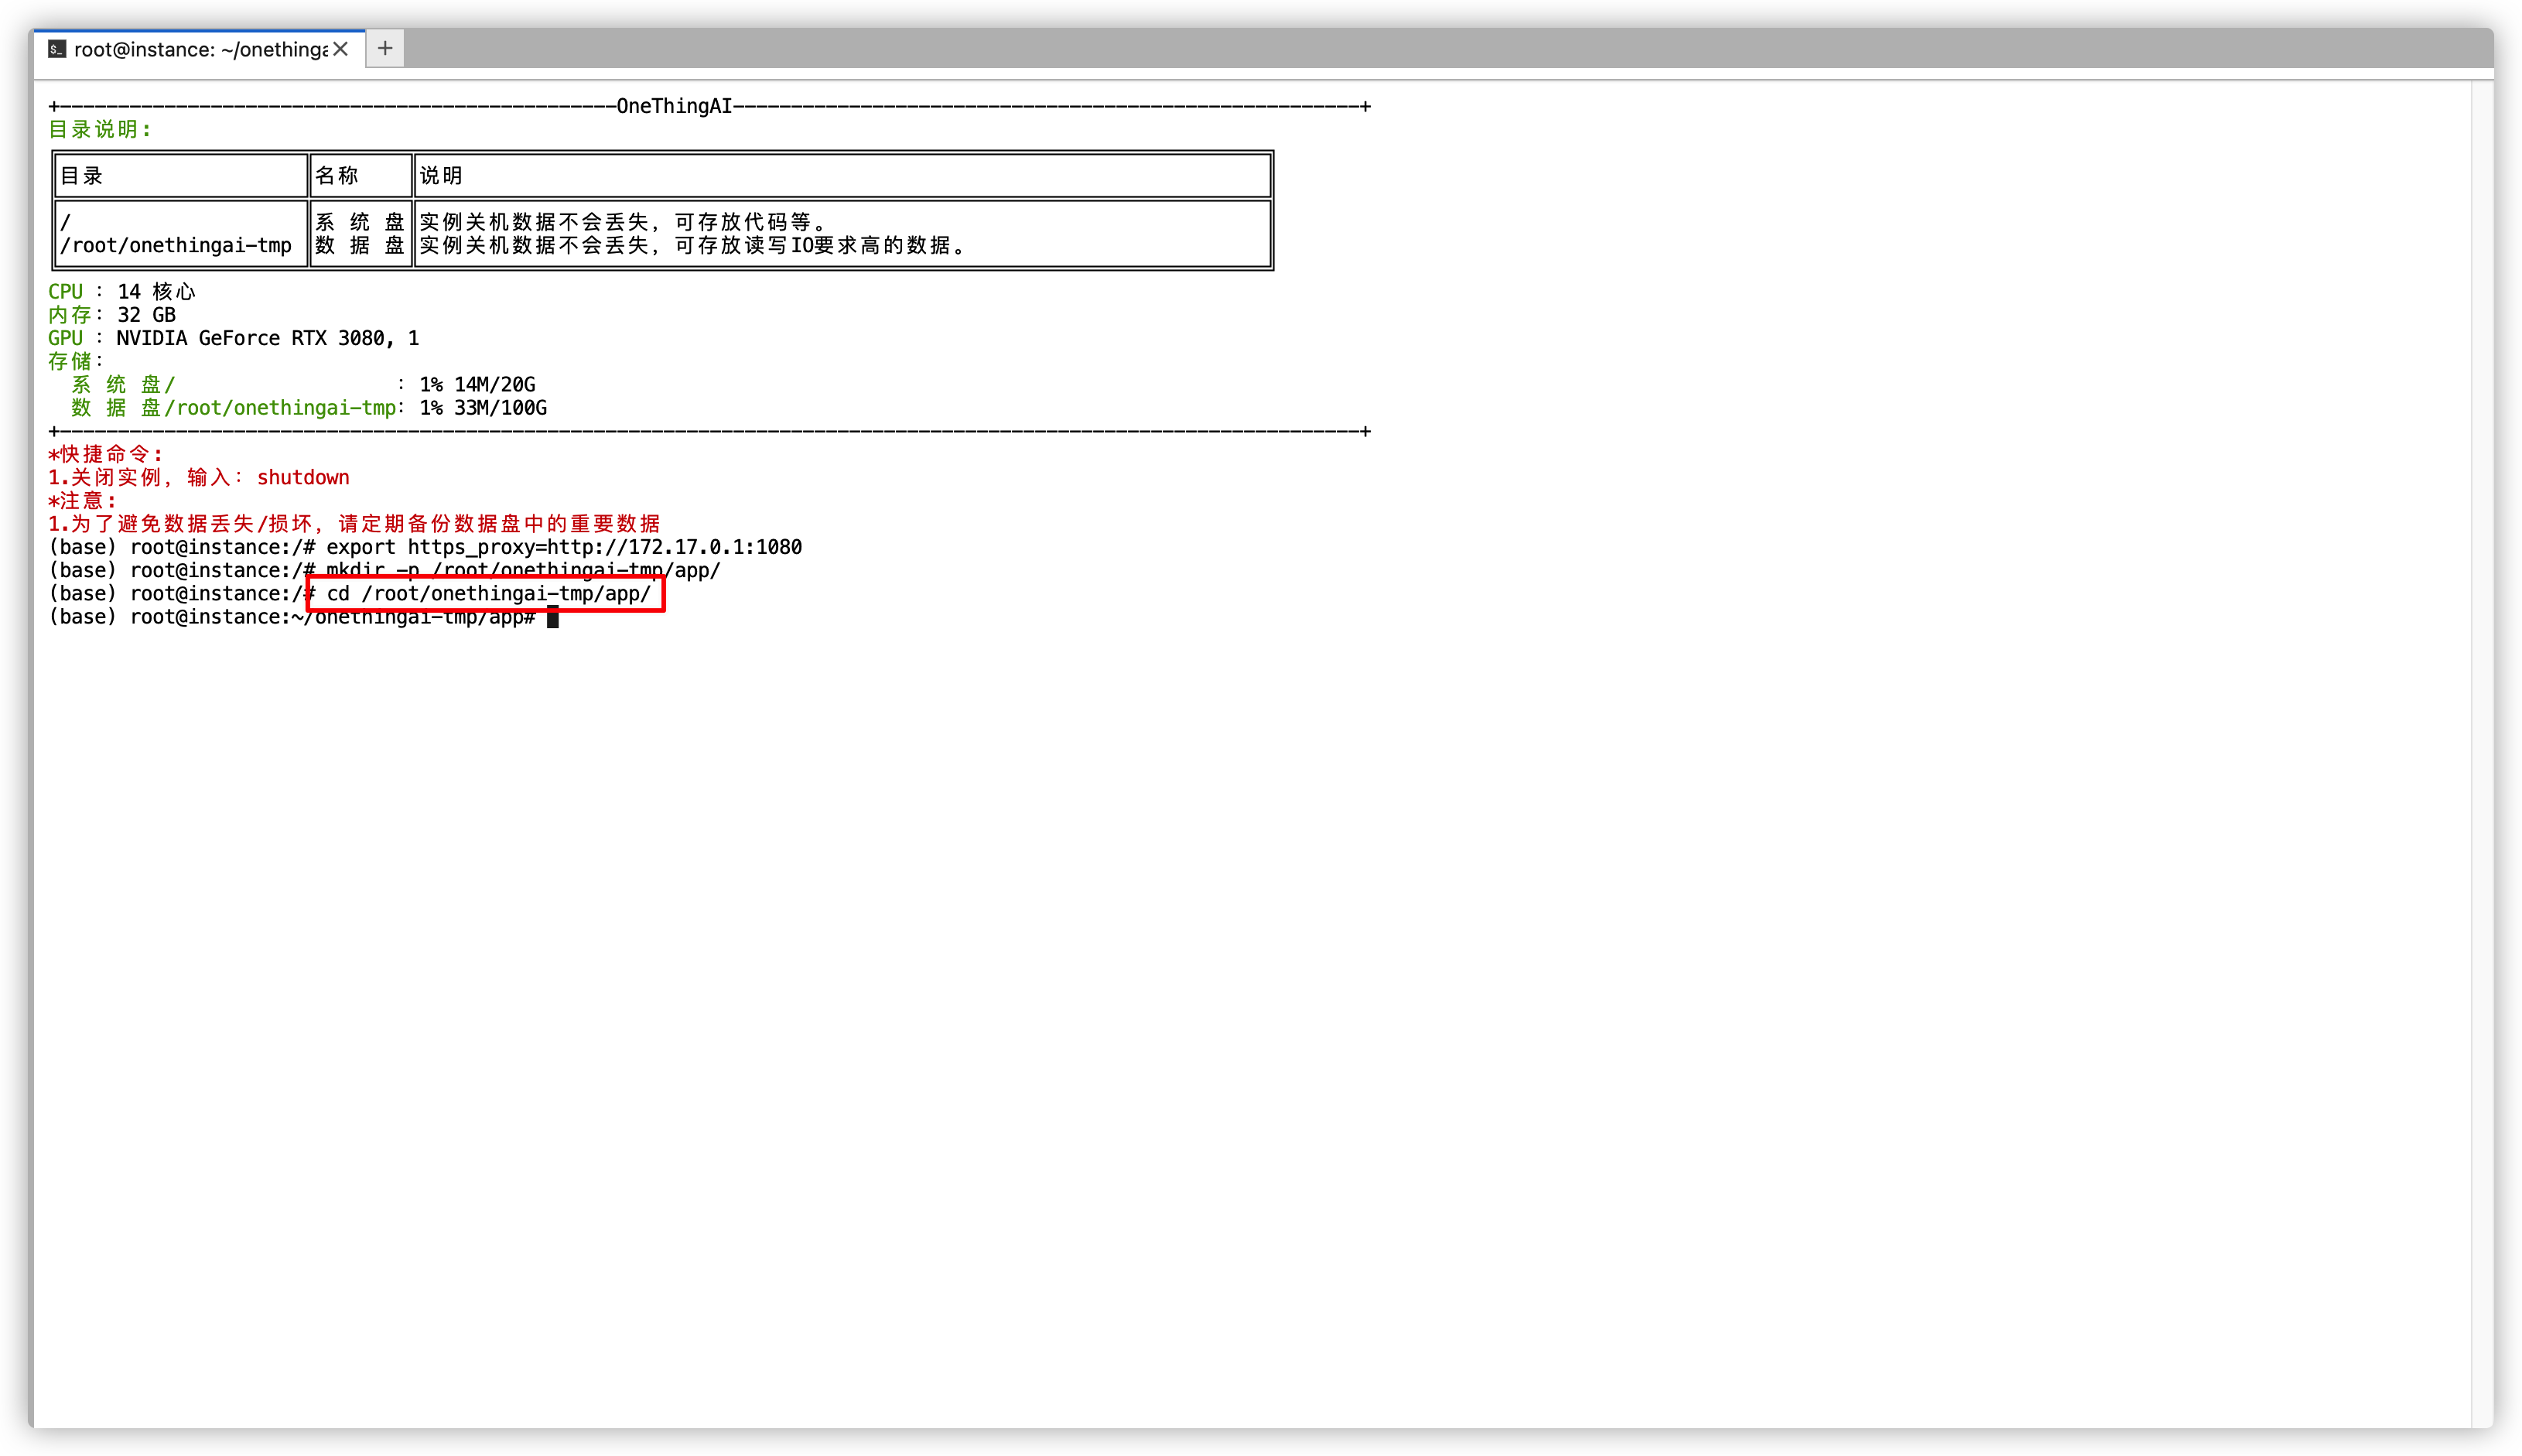 root@instance: ~/onethinga
+------------------------------------------------OneThingAI------------------------------------------------------+
目录说明:
目录 名称 说明
/ 系 统 盘 实例关机数据不会丢失，可存放代码等。
/root/onethingai-tmp 数 据 盘 实例关机数据不会丢失，可存放读写IO要求高的数据。
CPU : 14 核心
内存: 32 GB
GPU : NVIDIA GeForce RTX 3080, 1
存储:
系 统 盘/ : 1% 14M/20G
数 据 盘/root/onethingai-tmp: 1% 33M/100G
+----------------------------------------------------------------------------------------------------------------+
*快捷命令:
1.关闭实例, 输入: shutdown
*注意:
1.为了避免数据丢失/损坏, 请定期备份数据盘中的重要数据
(base) root@instance:/# export https_proxy=http://172.17.0.1:1080
(base) root@instance:/# mkdir -p /root/onethingai-tmp/app/
(base) root@instance:/# cd /root/onethingai-tmp/app/
(base) root@instance:~/onethingai-tmp/app#